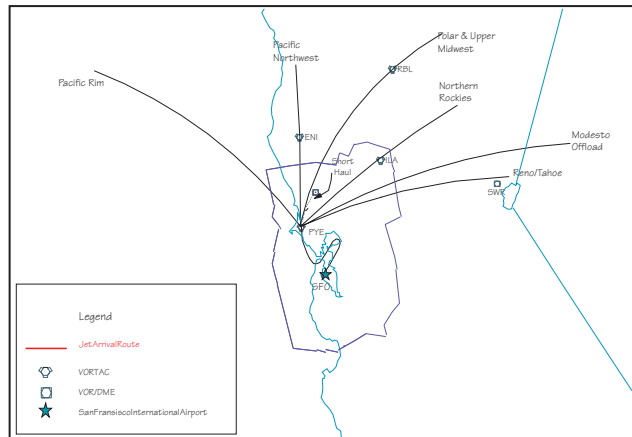 Pacific
Northwest
Polar & Upper
Midwest
Pacific Rim
RBL
Northern
Rockies
ENI
Modesto
Offload
ILA
Short
Haul
Reno/Tahoe
SWR
PYE
SFO
Legend
JetArrivalRoute
VORTAC
VOR/DME
SanFransiscoInternationalAirport